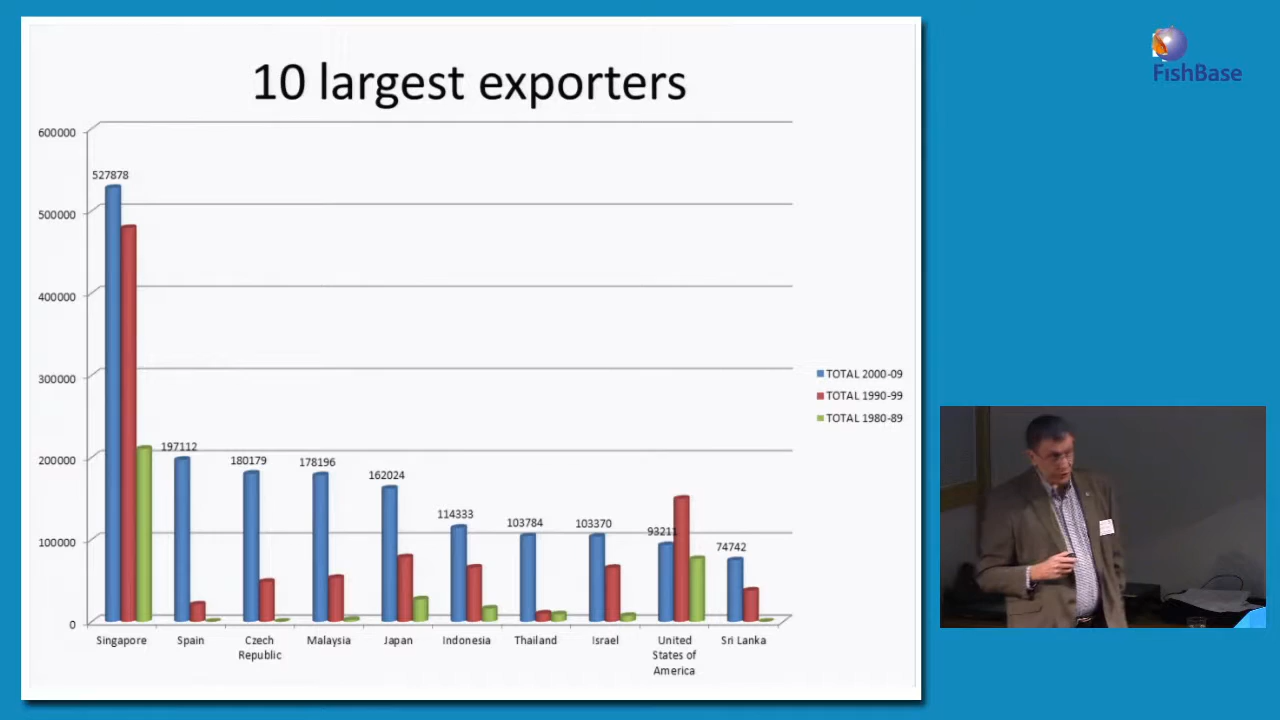 10 largest exporters
FishBase
600000
500000
400000
300000
200000
100000
0
527878
197112
180179
178196
162024
114333
103784
103370
93211
74742
Singapore
Spain
Czech
Republic
Malaysia
Japan
Indonesia
Thailand
Israel
United
States of
America
Sri Lanka
TOTAL 2000-09
TOTAL 1990-99
TOTAL 1980-89